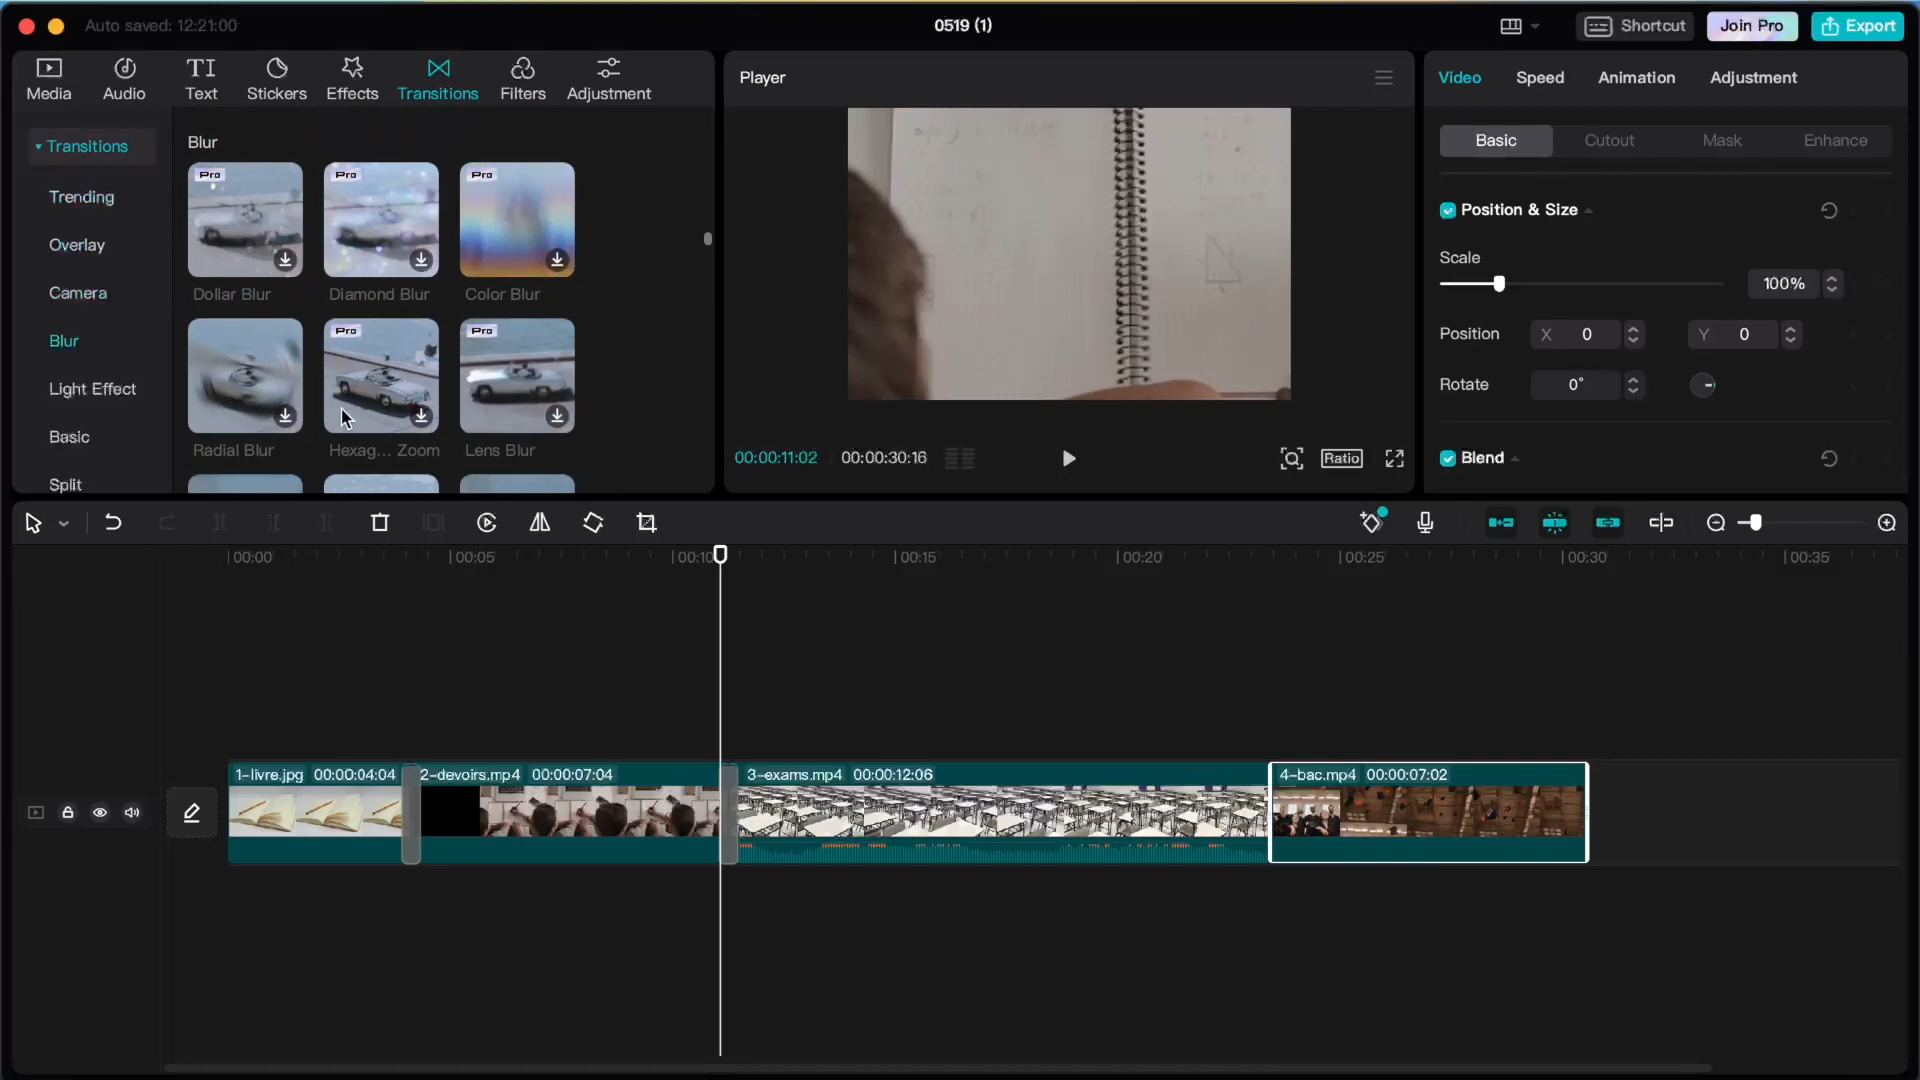 Auto saved: 12:21:00
0519 (1)
Shortcut
Join Pro
Export
Media
Audio
TI
Text
Stickers
Effects
Transitions
Filters
Adjustment
Transitions
Trending
Overlay
Camera
Blur
Light Effect
Basic
Split
Blur
Pro
Pro
Pro
Dollar Blur
Diamond Blur
Color Blur
Pro
Pro
Radial Blur
Hexag... Zoom
Lens Blur
Player
00:00:11:02
00:00:30:16
Ratio
Video
Speed
Animation
Adjustment
Basic
Cutout
Mask
Enhance
Position & Size
Scale
100%
Position
X 0
Y 0
Rotate
0°
Blend
00:00
00:05
00:10
00:15
00:20
00:25
00:30
00:35
1-livre.jpg 00:00:04:04
2-devoirs.mp4 00:00:07:04
3-exams.mp4 00:00:12:06
4-bac.mp4 00:00:07:02